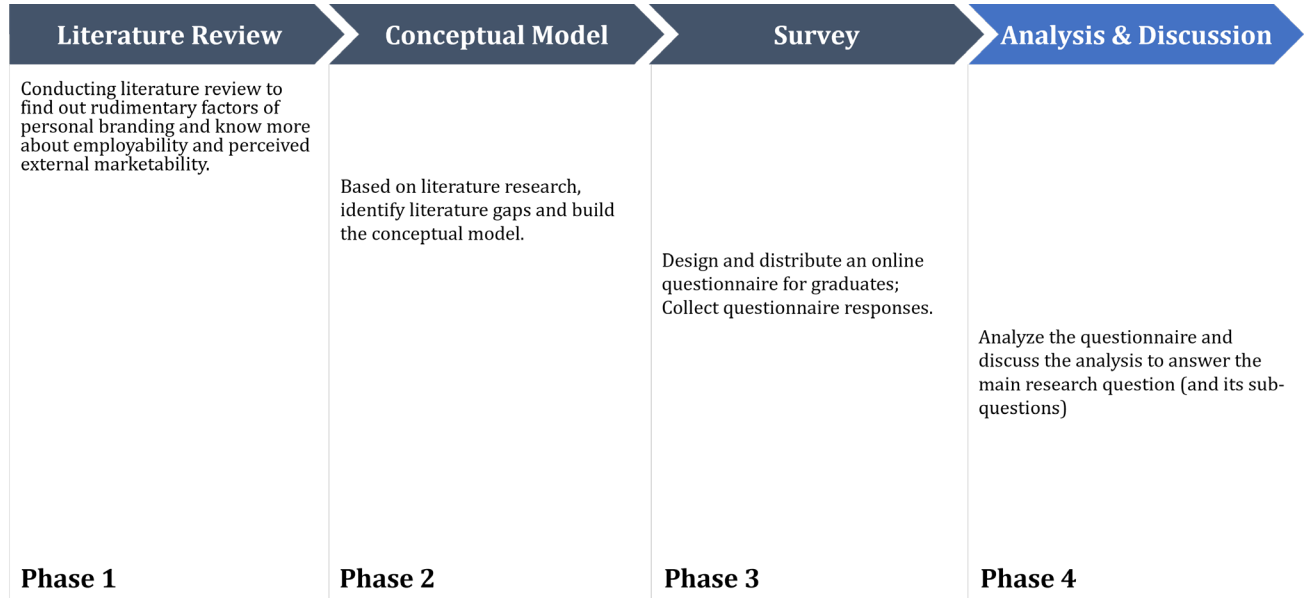 Literature Review
Conceptual Model
Survey
Analysis & Discussion
Conducting literature review to
find out rudimentary factors of
personal branding and know more
about employability and perceived
external marketability.
Based on literature research,
identify literature gaps and build
the conceptual model.
Design and distribute an online
questionnaire for graduates;
Collect questionnaire responses.
Analyze the questionnaire and
discuss the analysis to answer the
main research question (and its sub-
questions)
Phase 1
Phase 2
Phase 3
Phase 4